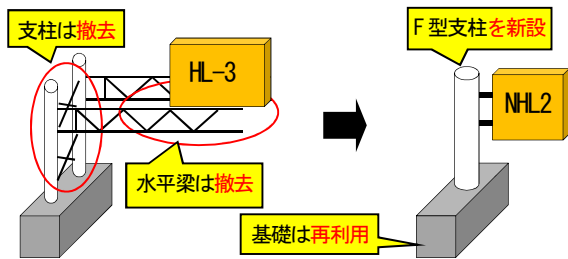 支柱は撤去
HL-3
水平梁は撤去
F型支柱を新設
NHL2
基礎は再利用